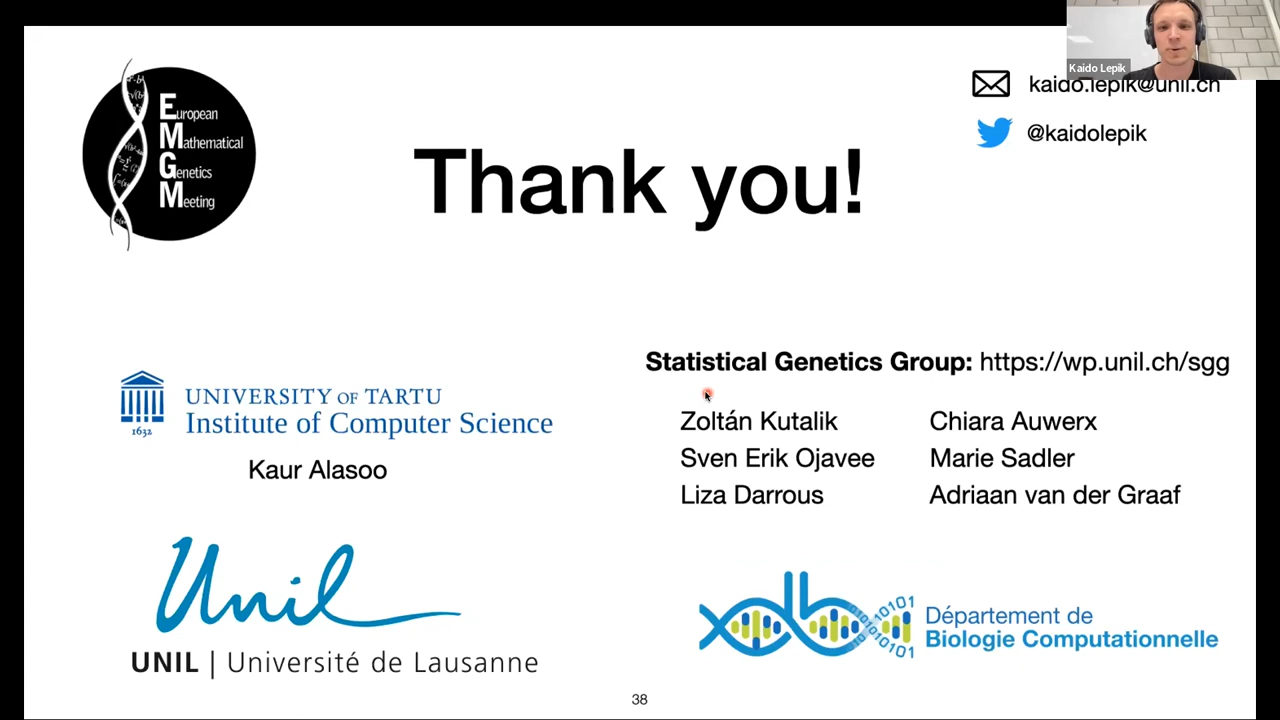 European
Mathematical
Genetics
Meeting
Thank you!
Kaido Lepik
kaido.lepik@unil.ch
@kaidolepik
Statistical Genetics Group: https://wp.unil.ch/sgg
Zoltán Kutalik
Chiara Auwerx
Sven Erik Ojavee
Marie Sadler
Liza Darrous
Adriaan van der Graaf
UNIVERSITY OF TARTU
Institute of Computer Science
1632
Kaur Alasoo
Unil
UNIL | Université de Lausanne
Département de
Biologie Computationnelle
38